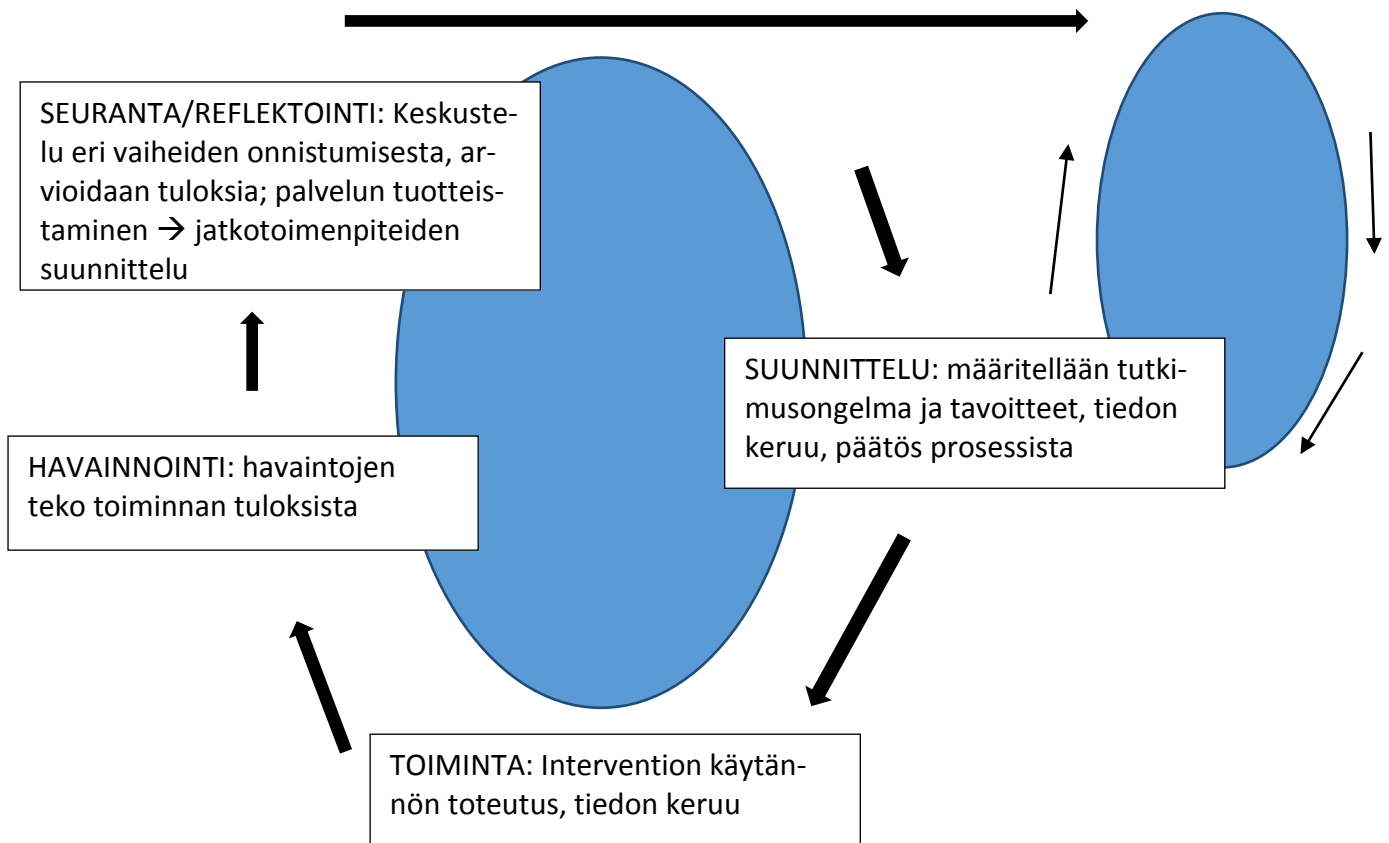 SEURANTA/REFLEKTOINTI: Keskuste-
lu eri vaiheiden onnistumisesta, ar-
vioidaan tuloksia; palvelun tuotteis-
taminen → jatkotoimenpiteiden
suunnittelu
SUUNNITTELU: määritellään tutki-
musongelma ja tavoitteet, tiedon
keruu, päätös prosessista
HAVAINNOINTI: havaintojen
teko toiminnan tuloksista
TOIMINTA: Intervention käytän-
nön toteutus, tiedon keruu